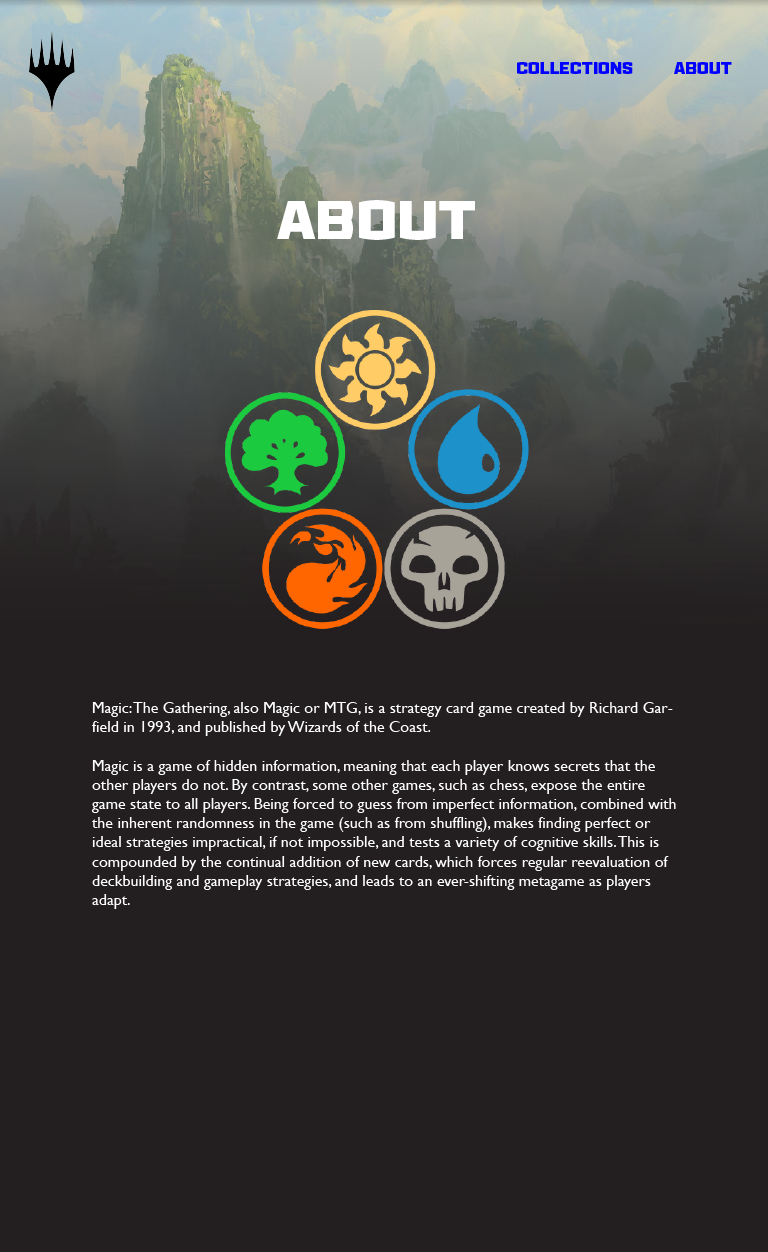 COLLECTIONS ABOUT
ABOUT
Magic: The Gathering, also Magic or MTG, is a strategy card game created by Richard Gar-
field in 1993, and published by Wizards of the Coast.
Magic is a game of hidden information, meaning that each player knows secrets that the
other players do not. By contrast, some other games, such as chess, expose the entire
game state to all players. Being forced to guess from imperfect information, combined with
the inherent randomness in the game (such as from shuffling), makes finding perfect or
ideal strategies impractical, if not impossible, and tests a variety of cognitive skills. This is
compounded by the continual addition of new cards, which forces regular reevaluation of
deckbuilding and gameplay strategies, and leads to an ever-shifting metagame as players
adapt.